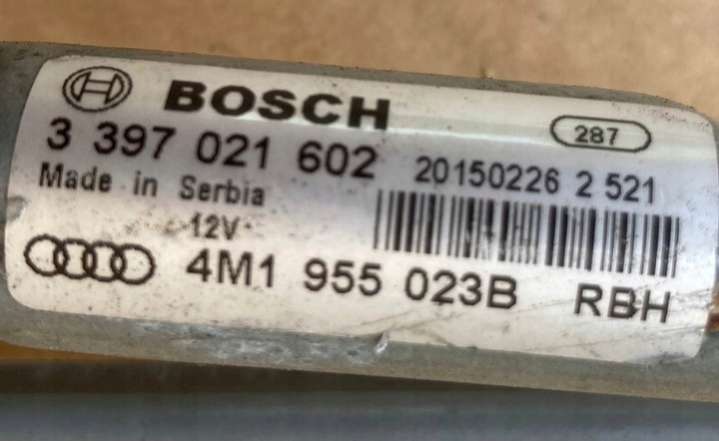 BOSCH 287
3 397 021 602 20150226 2 521
Made in Serbia
12V
4M1 955 023B RBH